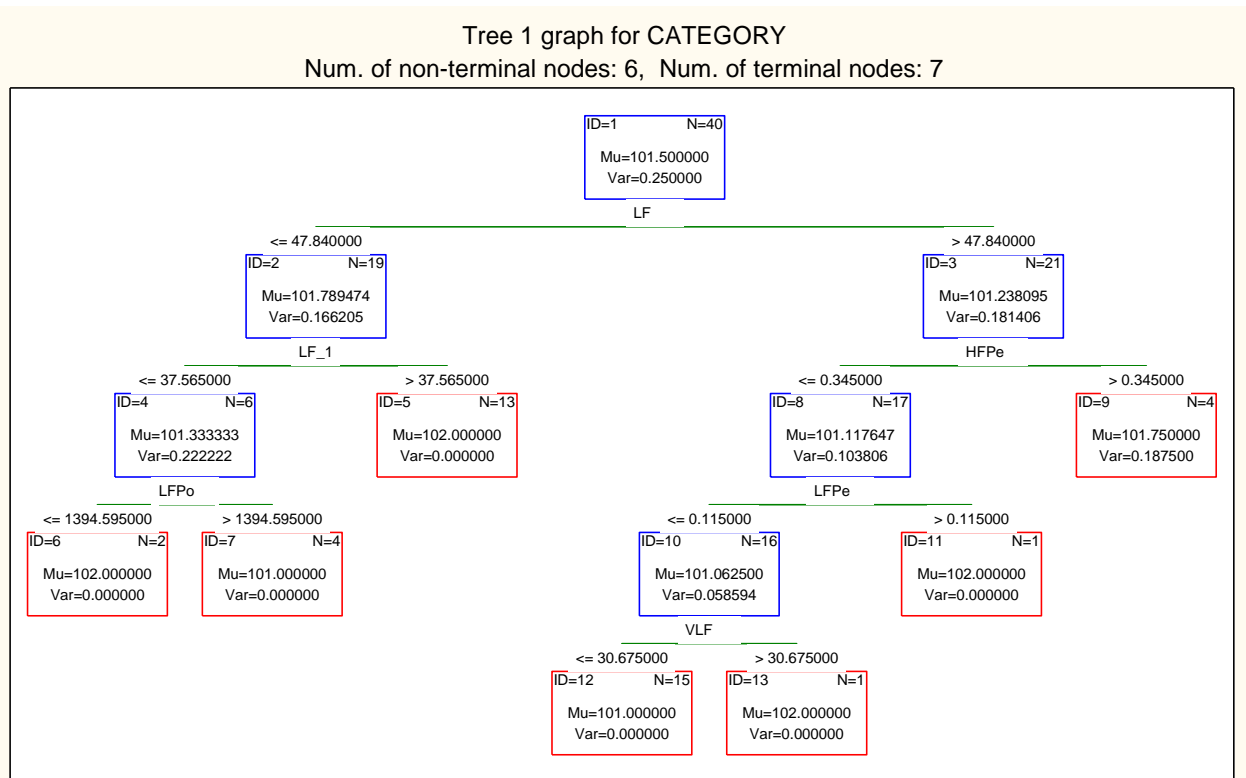 Tree 1 graph for CATEGORY
Num. of non-terminal nodes: 6, Num. of terminal nodes: 7
ID=1 N=40
Mu=101.500000
Var=0.250000
LF
<= 47.840000 > 47.840000
ID=2 N=19 ID=3 N=21
Mu=101.789474 Mu=101.238095
Var=0.166205 Var=0.181406
LF_1 HFPe
<= 37.565000 > 37.565000 <= 0.345000 > 0.345000
ID=4 N=6 ID=5 N=13 ID=8 N=17 ID=9 N=4
Mu=101.333333 Mu=102.000000 Mu=101.117647 Mu=101.750000
Var=0.222222 Var=0.000000 Var=0.103806 Var=0.187500
LFPo LFPe
<= 1394.595000 > 1394.595000 <= 0.115000 > 0.115000
ID=6 N=2 ID=7 N=4 ID=10 N=16 ID=11 N=1
Mu=102.000000 Mu=101.000000 Mu=101.062500 Mu=102.000000
Var=0.000000 Var=0.000000 Var=0.058594 Var=0.000000
VLF
<= 30.675000 > 30.675000
ID=12 N=15 ID=13 N=1
Mu=101.000000 Mu=102.000000
Var=0.000000 Var=0.000000